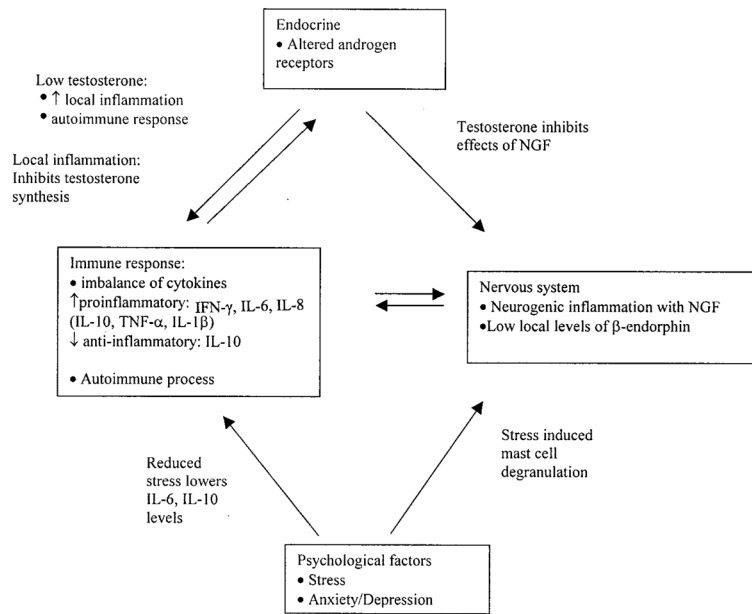 Endocrine
• Altered androgen
receptors
Low testosterone:
• ↑ local inflammation
• autoimmune response
Testosterone inhibits
effects of NGF
Local inflammation:
Inhibits testosterone
synthesis
Immune response:
• imbalance of cytokines
↑proinflammatory: IFN-γ, IL-6, IL-8
(IL-10, TNF-α, IL-1β)
↓ anti-inflammatory: IL-10
• Autoimmune process
Nervous system
• Neurogenic inflammation with NGF
•Low local levels of β-endorphin
Reduced
stress lowers
IL-6, IL-10
levels
Stress induced
mast cell
degranulation
Psychological factors
• Stress
• Anxiety/Depression